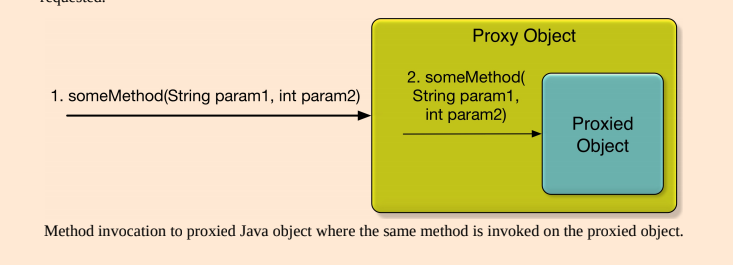 requested.
Proxy Object
1. someMethod(String param1, int param2)
2. someMethod(
String param1,
int param2)
Proxied
Object
Method invocation to proxied Java object where the same method is invoked on the proxied object.